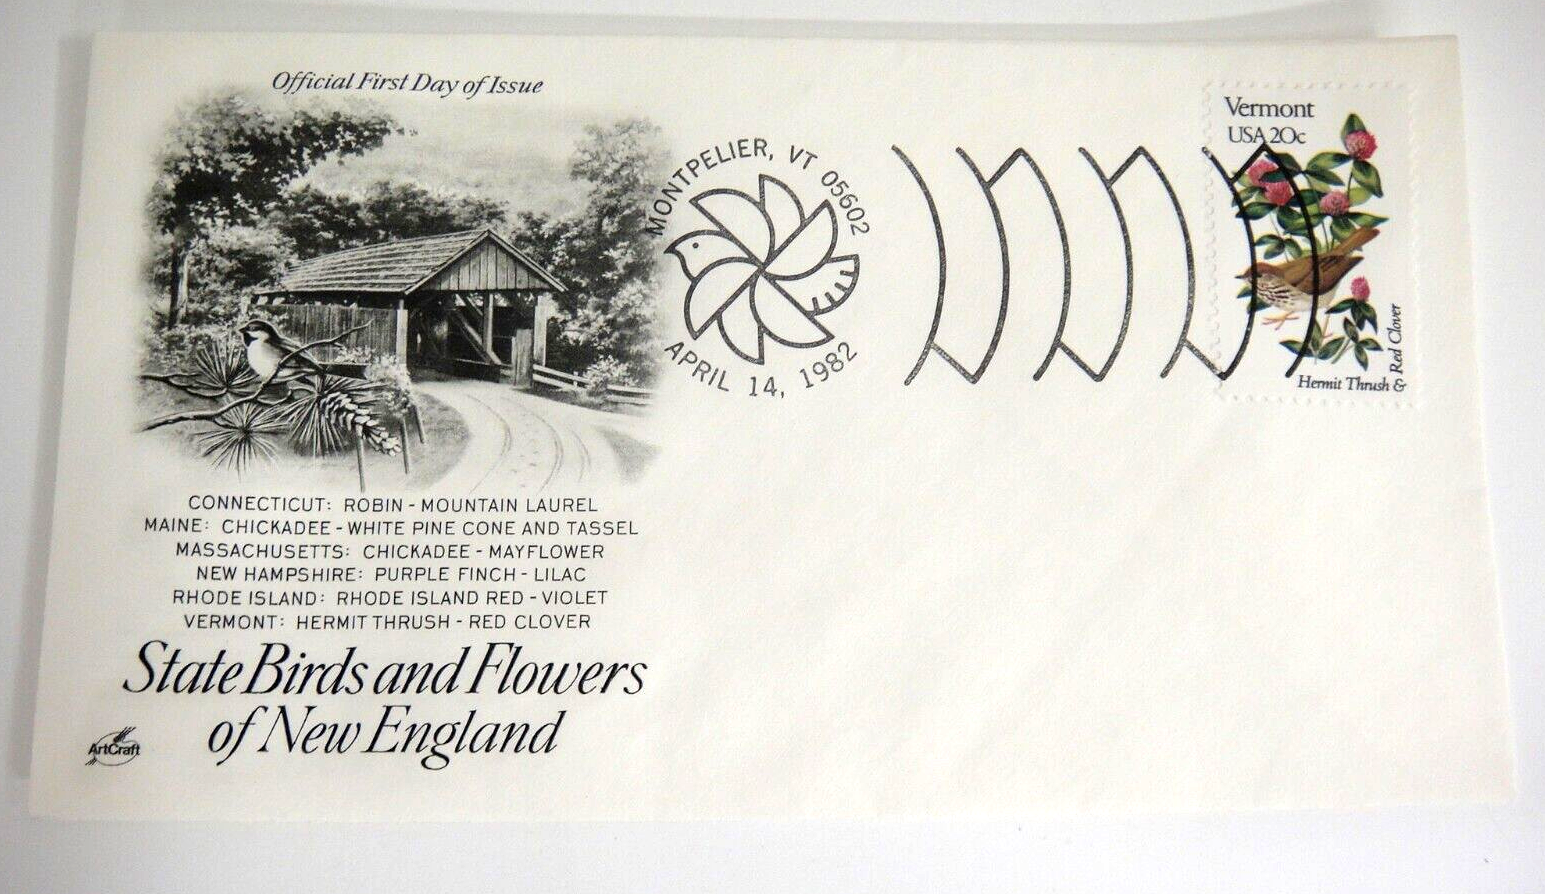 Official First Day of Issue
MONTPELIER, VT 05602
APRIL 14, 1982
Vermont
USA 20c
Hermit Thrush &
Red Clover
CONNECTICUT: ROBIN - MOUNTAIN LAUREL
MAINE: CHICKADEE - WHITE PINE CONE AND TASSEL
MASSACHUSETTS: CHICKADEE - MAYFLOWER
NEW HAMPSHIRE: PURPLE FINCH - LILAC
RHODE ISLAND: RHODE ISLAND RED - VIOLET
VERMONT: HERMIT THRUSH - RED CLOVER
State Birds and Flowers
of New England
ArtCraft